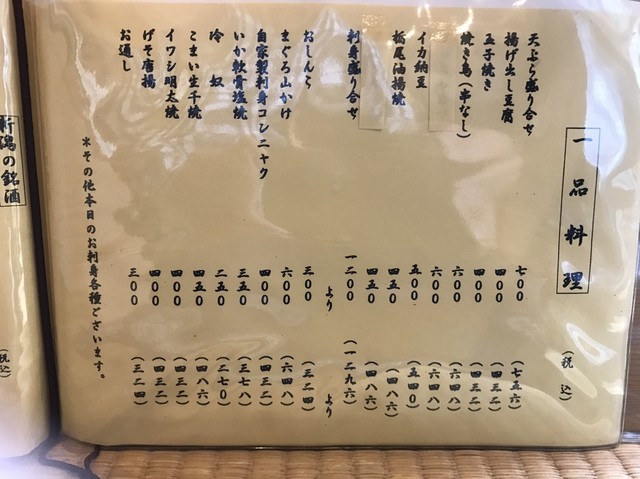 一品料理 (税込)
天ぷら盛り合せ 七〇〇 (七五六)
揚げ出し豆腐 四〇〇 (四三二)
玉子焼き 四〇〇 (四三二)
焼き鳥(串なし) 六〇〇 (六四八)
六〇〇 (六四八)
イカ納豆 五〇〇 (五四〇)
栃尾油揚焼 四五〇 (四八六)
四五〇 (四八六)
刺身盛り合せ 一二〇〇 (一二九六)
より より
おしんこ 三〇〇 (三二四)
まぐろ山かけ 六〇〇 (六四八)
自家製刺身コンニャク 四〇〇 (四三二)
いか軟骨塩焼 三五〇 (三七八)
冷奴 二五〇 (二七〇)
こまい生干焼 四五〇 (四八六)
イワシ明太焼 四〇〇 (四三二)
げそ唐揚 四〇〇 (四三二)
お通し 三〇〇 (三二四)
*その他本日のお刺身各種ございます。
新潟の銘酒
(税込)